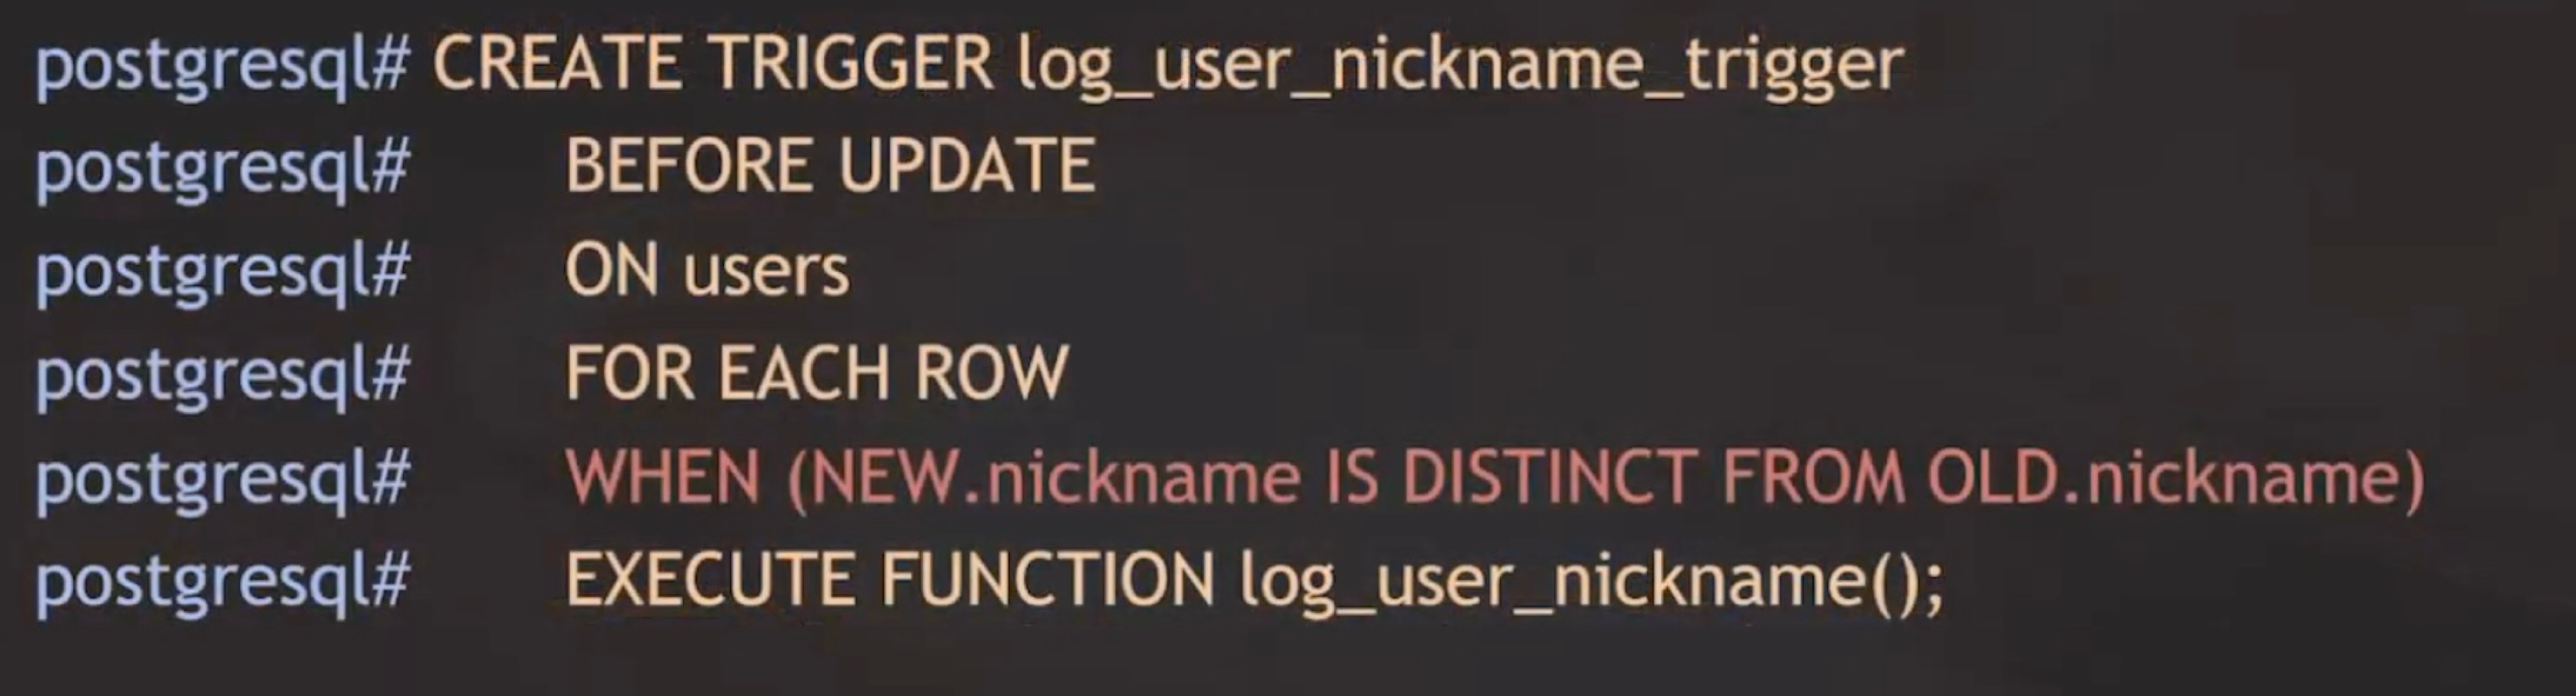 postgresql# CREATE TRIGGER log_user_nickname_trigger
postgresql# BEFORE UPDATE
postgresql# ON users
postgresql# FOR EACH ROW
postgresql# WHEN (NEW.nickname IS DISTINCT FROM OLD.nickname)
postgresql# EXECUTE FUNCTION log_user_nickname();